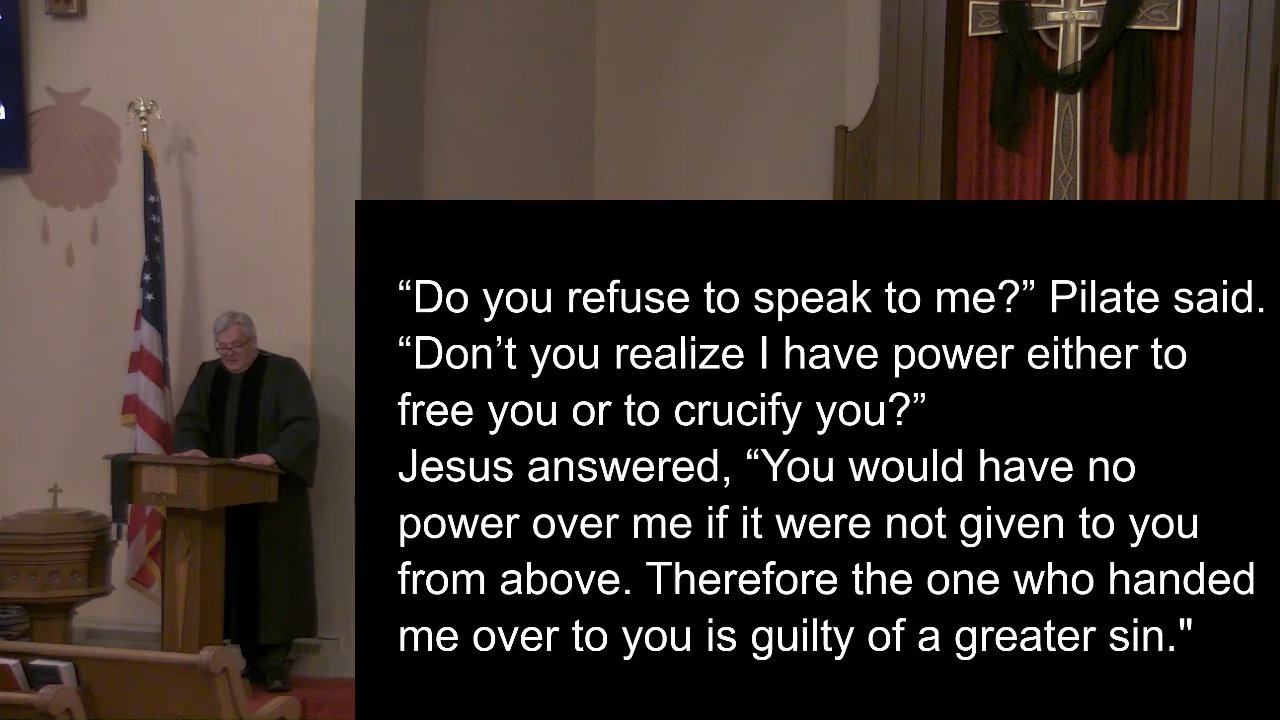 “Do you refuse to speak to me?” Pilate said.
“Don’t you realize I have power either to
free you or to crucify you?”
Jesus answered, “You would have no
power over me if it were not given to you
from above. Therefore the one who handed
me over to you is guilty of a greater sin."